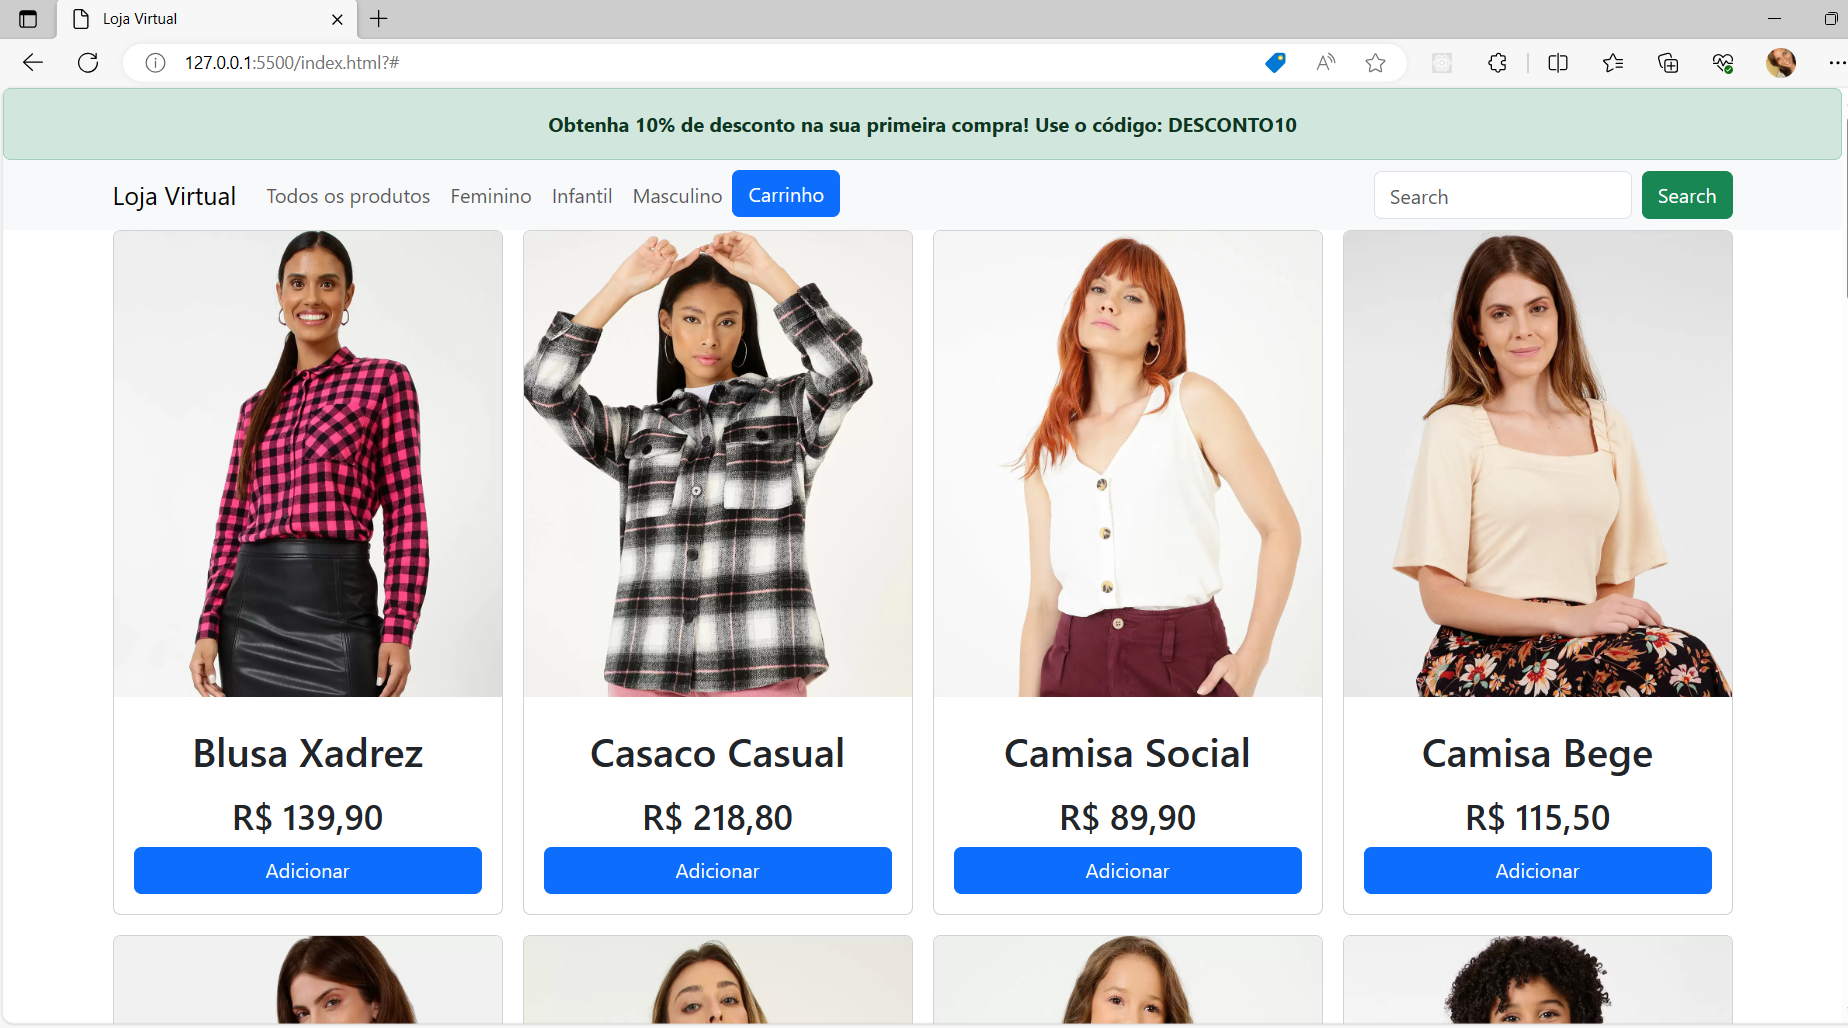 Loja Virtual
127.0.0.1:5500/index.html?#
Obtenha 10% de desconto na sua primeira compra! Use o código: DESCONTO10
Loja Virtual Todos os produtos Feminino Infantil Masculino Carrinho Search Search
Blusa Xadrez Casaco Casual Camisa Social Camisa Bege
R$ 139,90 R$ 218,80 R$ 89,90 R$ 115,50
Adicionar Adicionar Adicionar Adicionar